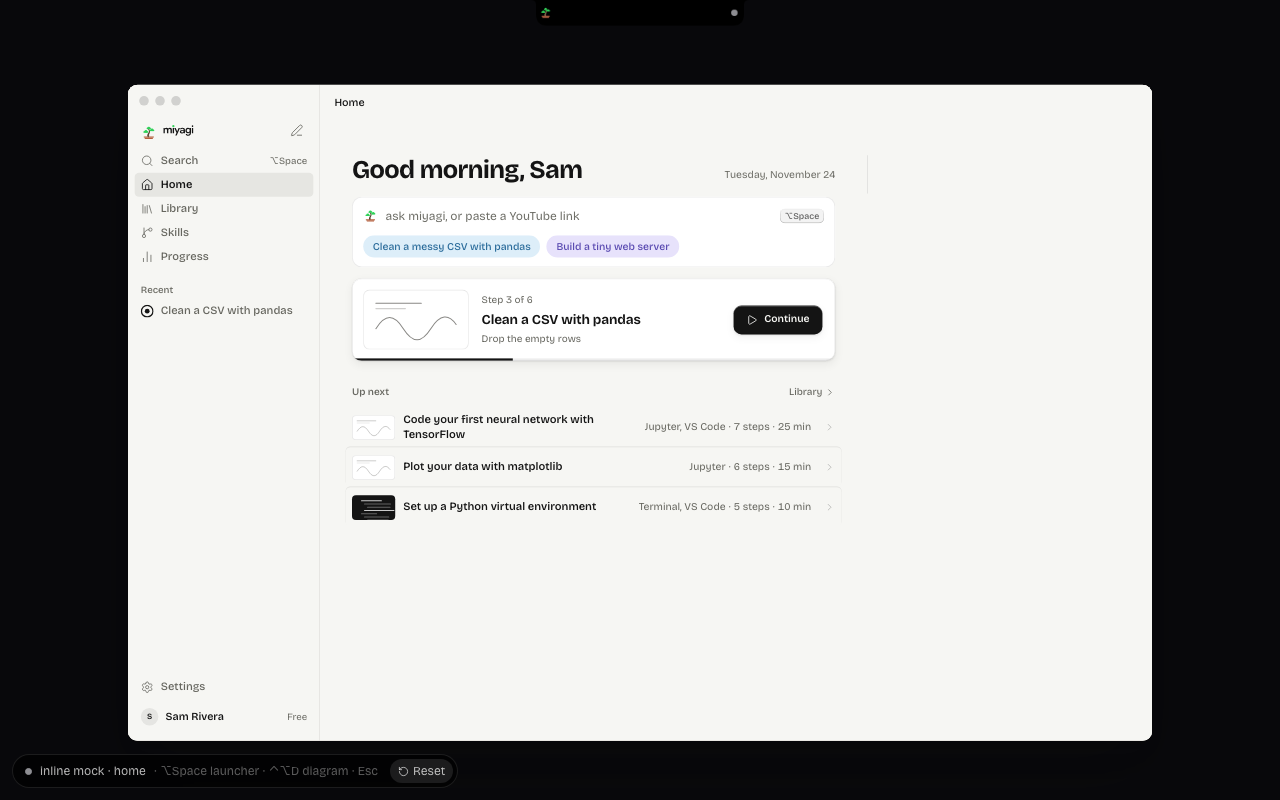 Home
miyagi
Search ⌥Space
Home
Library
Skills
Progress
Recent
Clean a CSV with pandas
Settings
S Sam Rivera Free
Good morning, Sam
Tuesday, November 24
ask miyagi, or paste a YouTube link ⌥Space
Clean a messy CSV with pandas Build a tiny web server
Step 3 of 6
Clean a CSV with pandas
Drop the empty rows
Continue
Up next Library
Code your first neural network with
TensorFlow
Jupyter, VS Code · 7 steps · 25 min
Plot your data with matplotlib Jupyter · 6 steps · 15 min
Set up a Python virtual environment Terminal, VS Code · 5 steps · 10 min
inline mock · home · ⌥Space launcher · ^⌥D diagram · Esc Reset